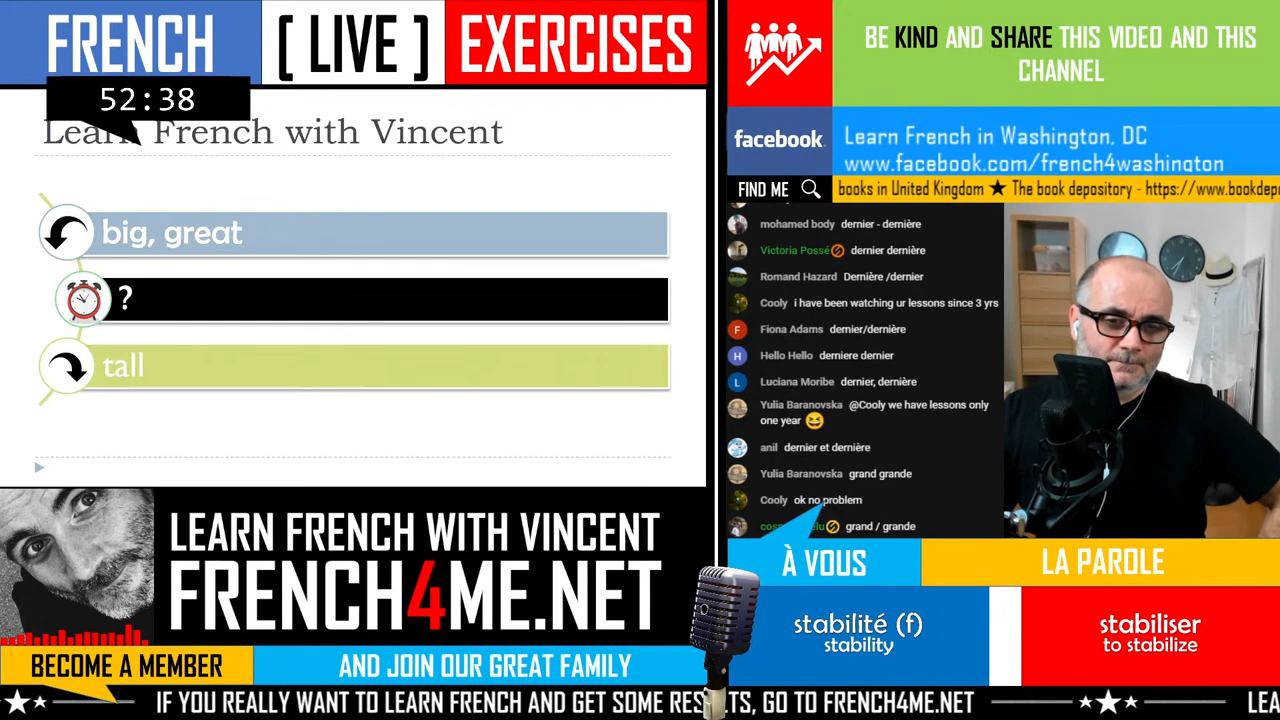 FRENCH
[ LIVE ]
EXERCISES
52:38
Learn French with Vincent
big, great
?
tall
LEARN FRENCH WITH VINCENT
FRENCH4ME.NET
BECOME A MEMBER
AND JOIN OUR GREAT FAMILY
BE KIND AND SHARE THIS VIDEO AND THIS
CHANNEL
facebook.
Learn French in Washington, DC
www.facebook.com/french4washington
FIND ME
books in United Kingdom ★ The book depository - https://www.bookdepo
mohamed body dernier - dernière
Victoria Possé dernier dernière
Romand Hazard Dernière /dernier
Cooly i have been watching ur lessons since 3 yrs
F Fiona Adams dernier/dernière
H Hello Hello derniere dernier
L Luciana Moribe dernier, dernière
Yulia Baranovska @Cooly we have lessons only
one year 😆
anil dernier et dernière
Yulia Baranovska grand grande
Cooly ok no problem
grand / grande
À VOUS
LA PAROLE
stabilité (f)
stability
stabiliser
to stabilize
IF YOU REALLY WANT TO LEARN FRENCH AND GET SOME RESULTS, GO TO FRENCH4ME.NET
LEA